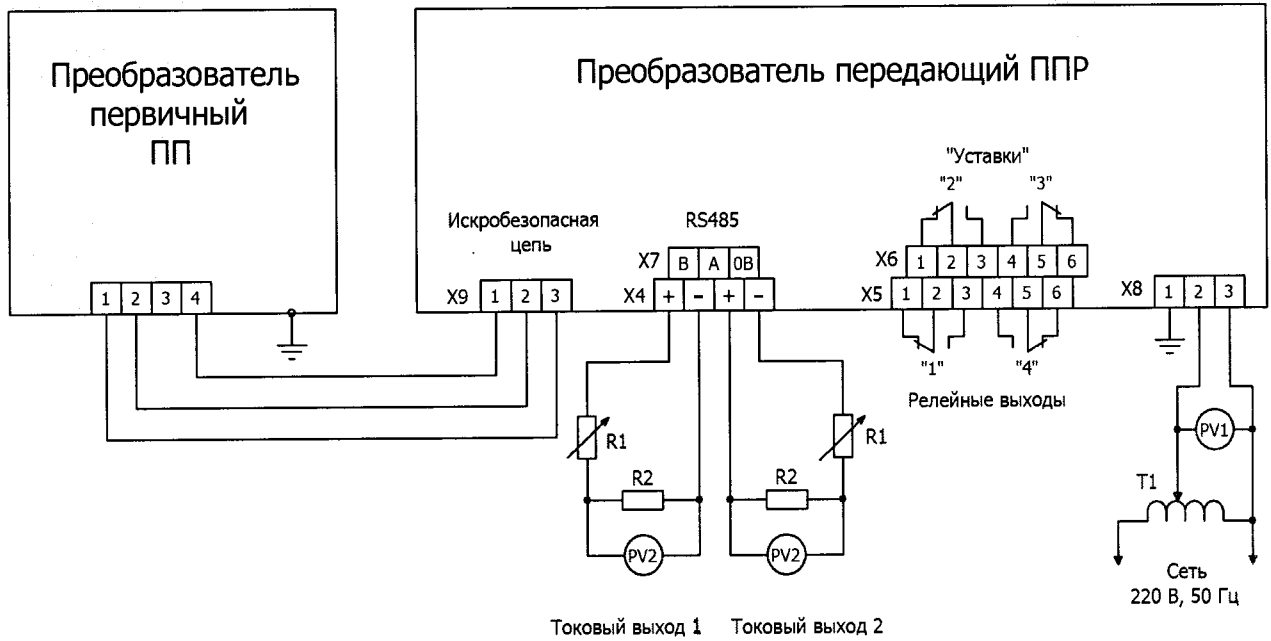 Преобразователь
первичный
ПП
1 2 3 4
Преобразователь передающий ППР
Искробезопасная
цепь
X9 1 2 3
RS485
X7 B A 0B
X4 + - + -
"Уставки"
"2" "3"
X6 1 2 3 4 5 6
X5 1 2 3 4 5 6
"1" "4"
Релейные выходы
X8 1 2 3
R1
R2
PV2
R1
R2
PV2
Токовый выход 1 Токовый выход 2
PV1
T1
Сеть
220 В, 50 Гц